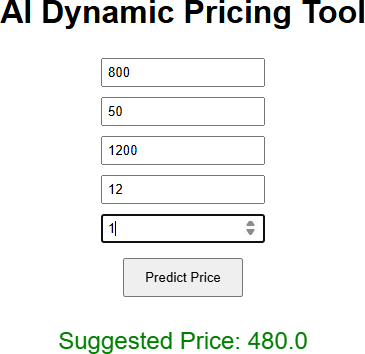 AI Dynamic Pricing Tool
800
50
1200
12
1
Predict Price
Suggested Price: 480.0